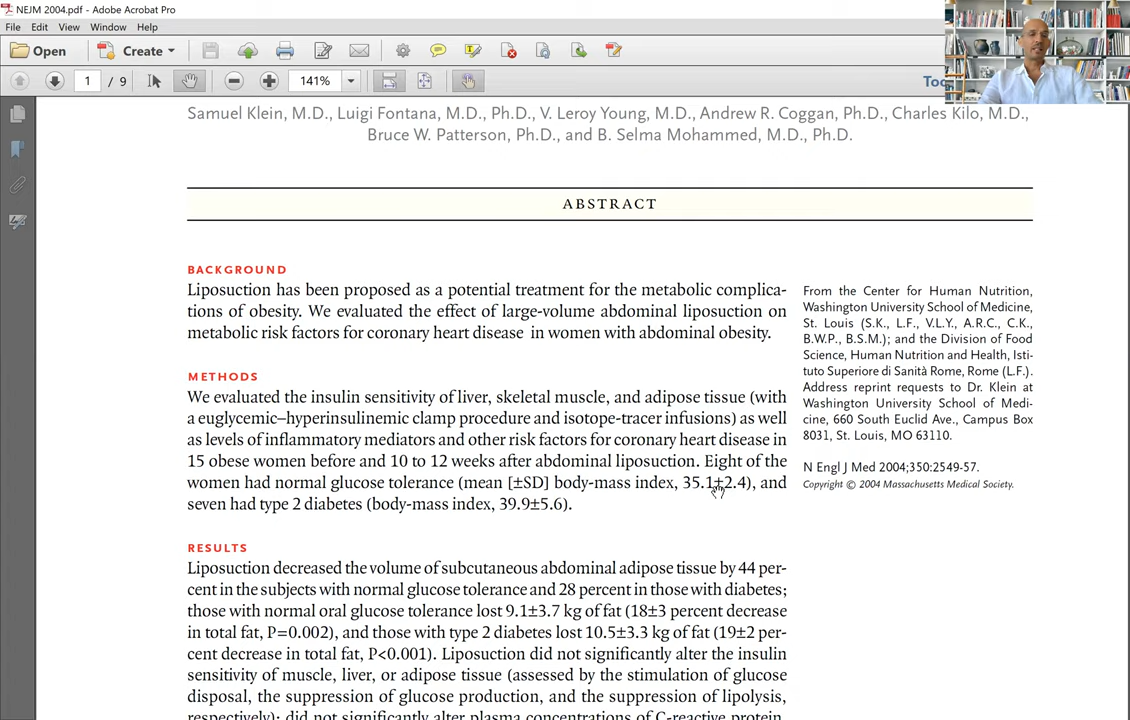 NEJM 2004.pdf - Adobe Acrobat Pro
File Edit View Window Help
Open Create
1 / 9 141%
Samuel Klein, M.D., Luigi Fontana, M.D., Ph.D., V. Leroy Young, M.D., Andrew R. Coggan, Ph.D., Charles Kilo, M.D.,
Bruce W. Patterson, Ph.D., and B. Selma Mohammed, M.D., Ph.D.
ABSTRACT
BACKGROUND
Liposuction has been proposed as a potential treatment for the metabolic complica-
tions of obesity. We evaluated the effect of large-volume abdominal liposuction on
metabolic risk factors for coronary heart disease in women with abdominal obesity.
METHODS
We evaluated the insulin sensitivity of liver, skeletal muscle, and adipose tissue (with
a euglycemic–hyperinsulinemic clamp procedure and isotope-tracer infusions) as well
as levels of inflammatory mediators and other risk factors for coronary heart disease in
15 obese women before and 10 to 12 weeks after abdominal liposuction. Eight of the
women had normal glucose tolerance (mean [±SD] body-mass index, 35.1±2.4), and
seven had type 2 diabetes (body-mass index, 39.9±5.6).
RESULTS
Liposuction decreased the volume of subcutaneous abdominal adipose tissue by 44 per-
cent in the subjects with normal glucose tolerance and 28 percent in those with diabetes;
those with normal oral glucose tolerance lost 9.1±3.7 kg of fat (18±3 percent decrease
in total fat, P=0.002), and those with type 2 diabetes lost 10.5±3.3 kg of fat (19±2 per-
cent decrease in total fat, P<0.001). Liposuction did not significantly alter the insulin
sensitivity of muscle, liver, or adipose tissue (assessed by the stimulation of glucose
disposal, the suppression of glucose production, and the suppression of lipolysis,
respectively); did not significantly alter plasma concentrations of C-reactive protein,
From the Center for Human Nutrition,
Washington University School of Medicine,
St. Louis (S.K., L.F., V.L.Y., A.R.C., C.K.,
B.W.P., B.S.M.); and the Division of Food
Science, Human Nutrition and Health, Isti-
tuto Superiore di Sanità Rome, Rome (L.F.).
Address reprint requests to Dr. Klein at
Washington University School of Medi-
cine, 660 South Euclid Ave., Campus Box
8031, St. Louis, MO 63110.
N Engl J Med 2004;350:2549-57.
Copyright © 2004 Massachusetts Medical Society.